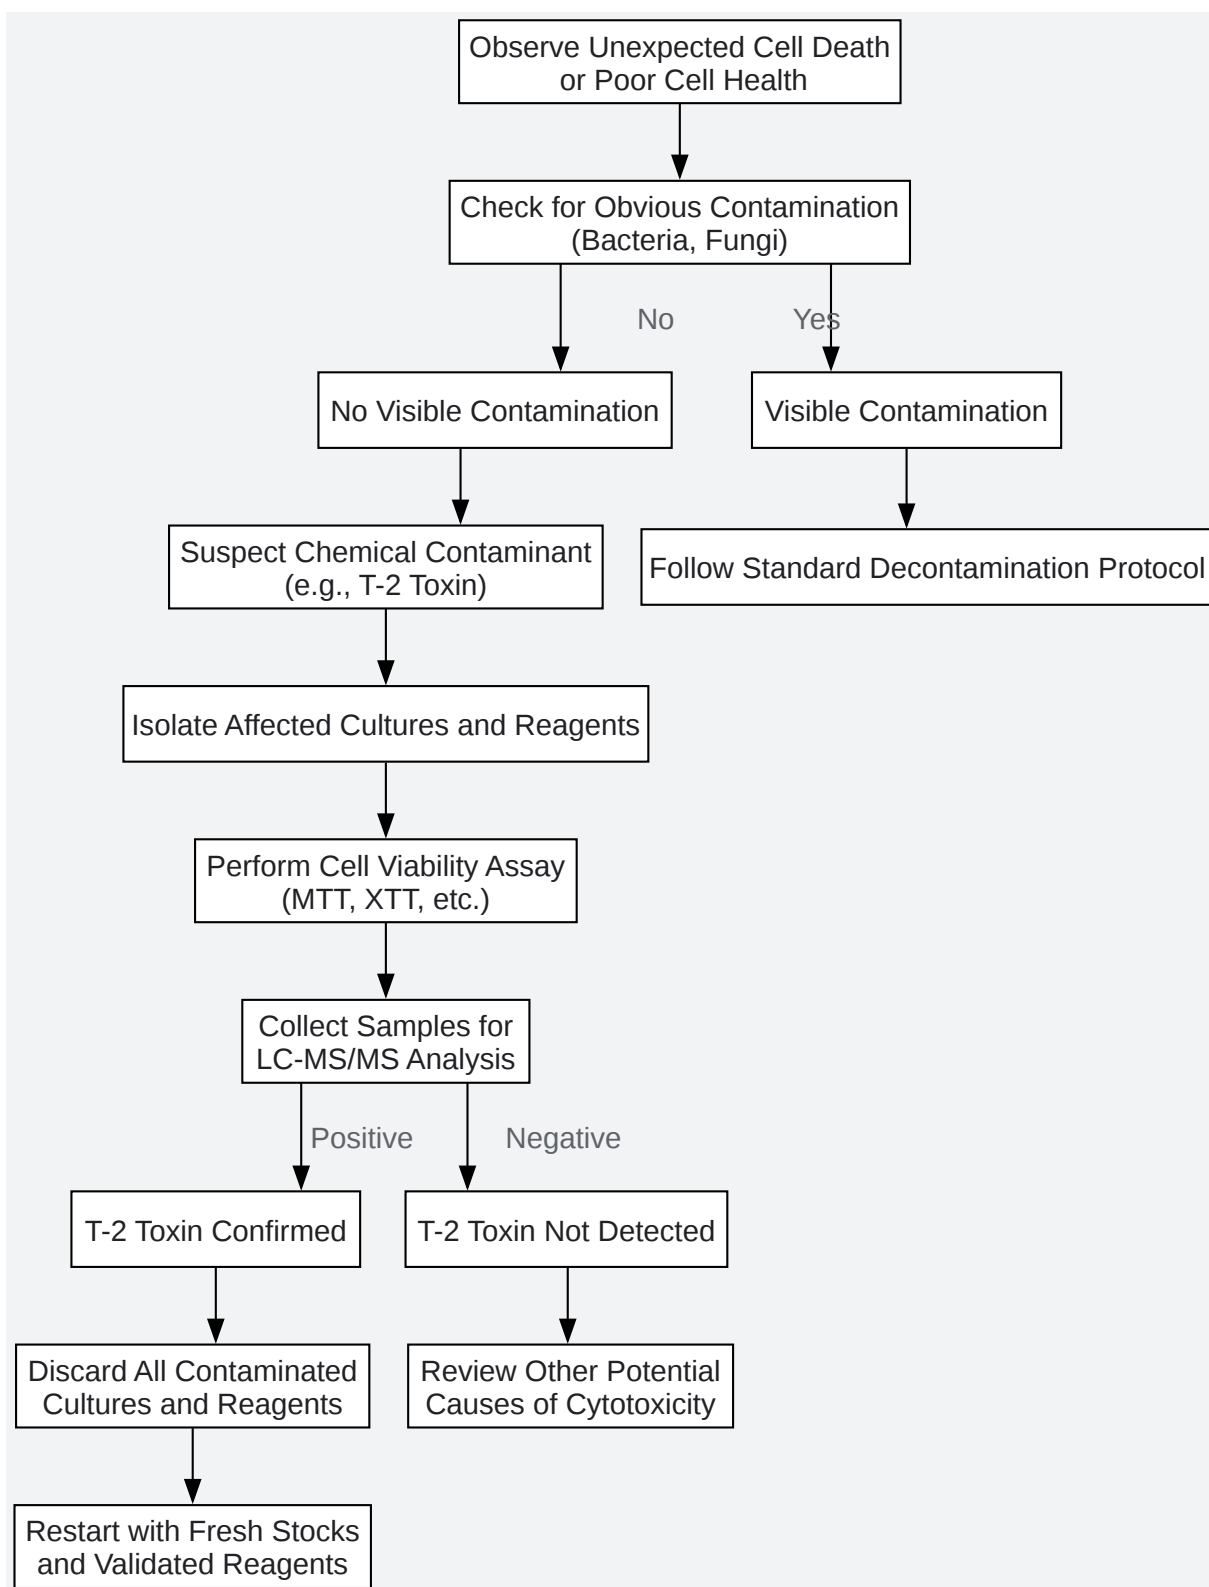 Observe Unexpected Cell Death
or Poor Cell Health
Check for Obvious Contamination
(Bacteria, Fungi)
No
Yes
No Visible Contamination
Visible Contamination
Suspect Chemical Contaminant
(e.g., T-2 Toxin)
Follow Standard Decontamination Protocol
Isolate Affected Cultures and Reagents
Perform Cell Viability Assay
(MTT, XTT, etc.)
Collect Samples for
LC-MS/MS Analysis
Positive
Negative
T-2 Toxin Confirmed
T-2 Toxin Not Detected
Discard All Contaminated
Cultures and Reagents
Review Other Potential
Causes of Cytotoxicity
Restart with Fresh Stocks
and Validated Reagents